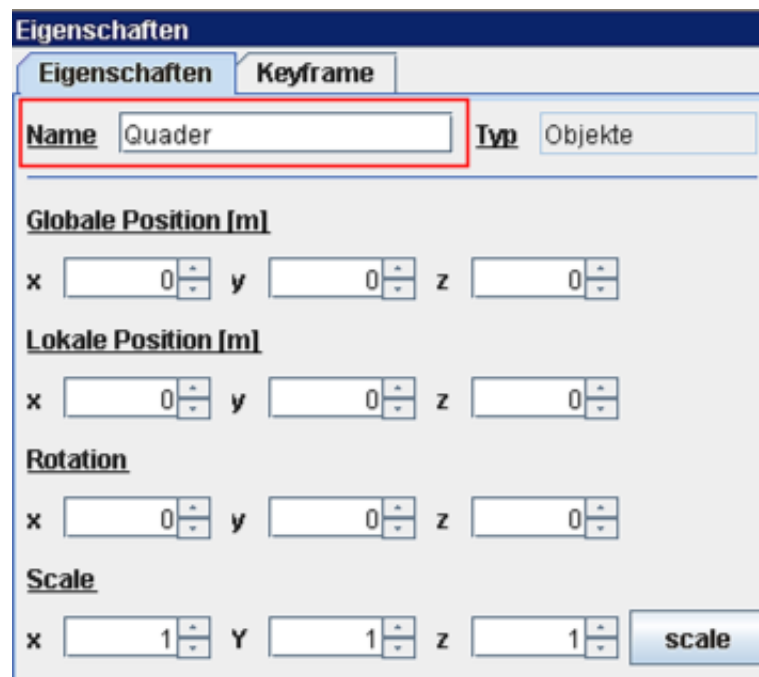 Eigenschaften
Eigenschaften Keyframe
Name Quader Typ Objekte
Globale Position [m]
x 0 y 0 z 0
Lokale Position [m]
x 0 y 0 z 0
Rotation
x 0 y 0 z 0
Scale
x 1 Y 1 z 1 scale